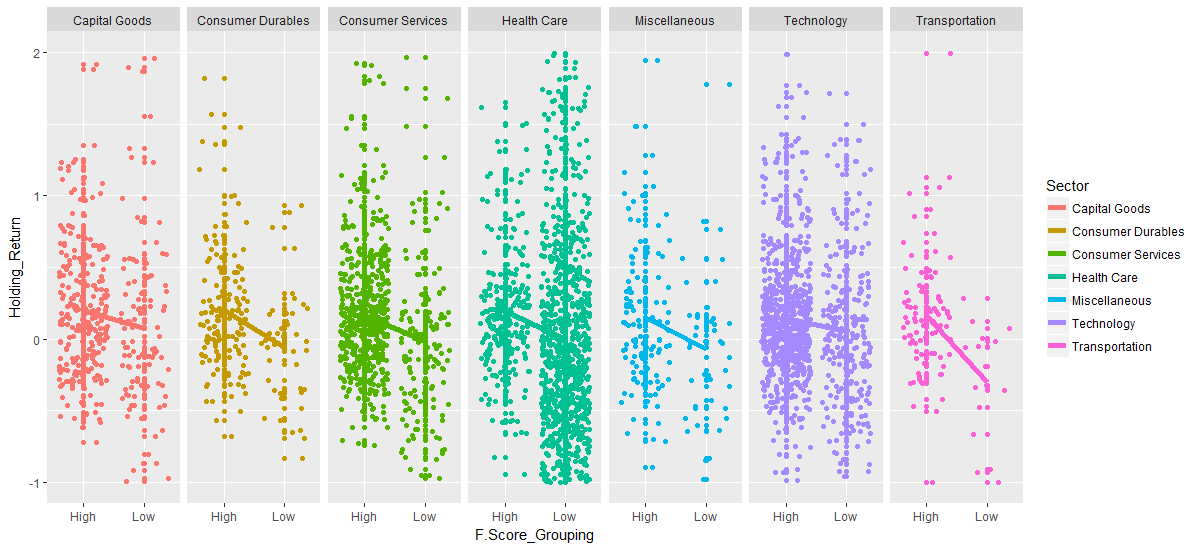 Capital Goods Consumer Durables Consumer Services Health Care Miscellaneous Technology Transportation
Holding_Return
2
1
0
-1
High Low High Low High Low High Low High Low High Low High Low
F.Score_Grouping
Sector
Capital Goods
Consumer Durables
Consumer Services
Health Care
Miscellaneous
Technology
Transportation